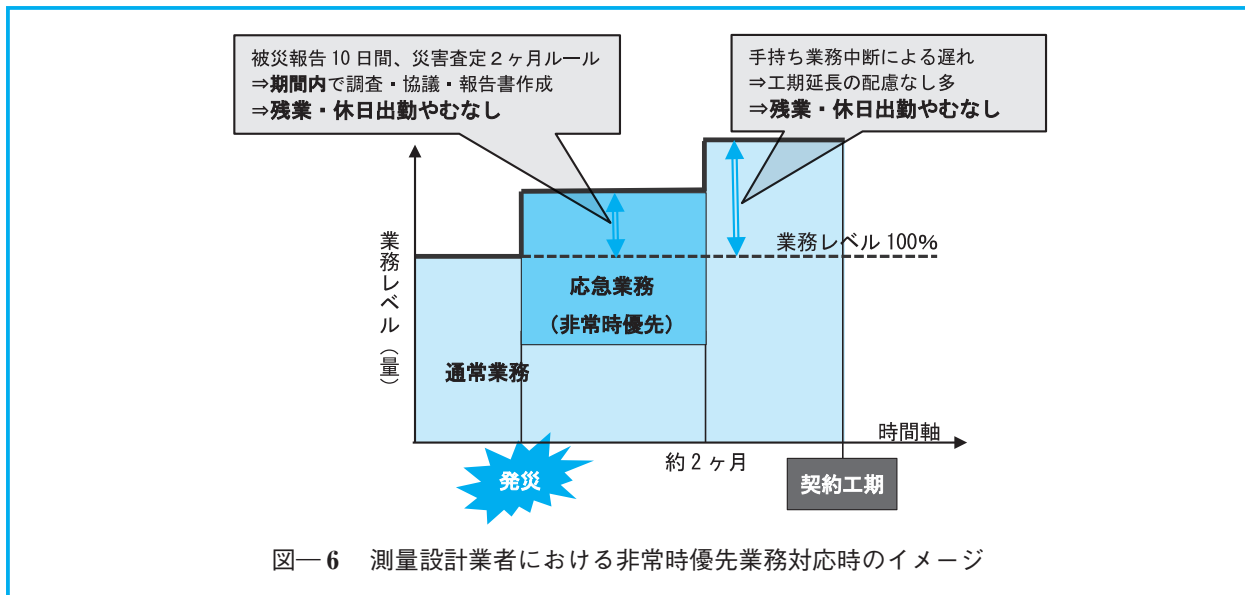 被災報告 10 日間、災害査定２ヶ月ルール
⇒期間内で調査・協議・報告書作成
⇒残業・休日出勤やむなし
手持ち業務中断による遅れ
⇒工期延長の配慮なし多
⇒残業・休日出勤やむなし
業務レベル（量）
業務レベル 100％
応急業務
（非常時優先）
通常業務
時間軸
約２ヶ月
発災
契約工期
図―6　測量設計業者における非常時優先業務対応時のイメージ